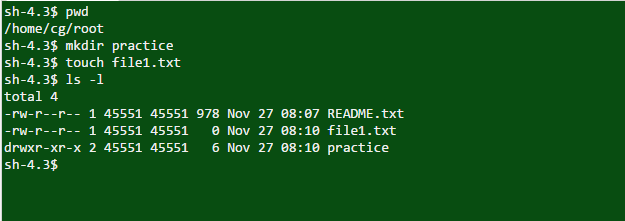 sh-4.3$ pwd
/home/cg/root
sh-4.3$ mkdir practice
sh-4.3$ touch file1.txt
sh-4.3$ ls -l
total 4
-rw-r--r-- 1 45551 45551 978 Nov 27 08:07 README.txt
-rw-r--r-- 1 45551 45551   0 Nov 27 08:10 file1.txt
drwxr-xr-x 2 45551 45551   6 Nov 27 08:10 practice
sh-4.3$